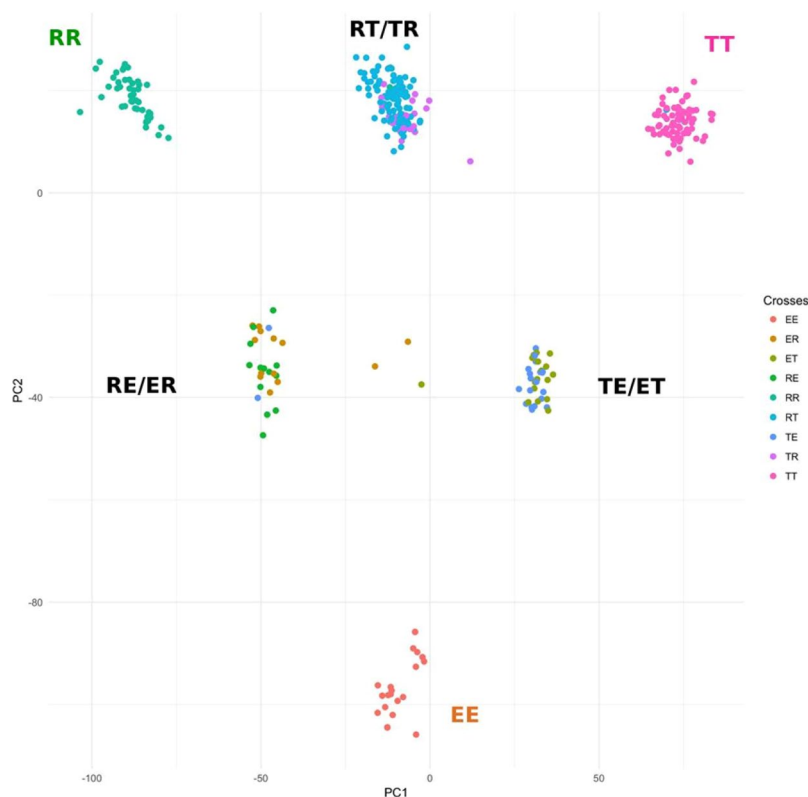 RT/TR
RR
TT
0
RE/ER
TE/ET
-40
PC2
-80
EE
-100
-50
0
50
PC1
Crosses
EE
ER
ET
RE
RR
RT
TE
TR
TT